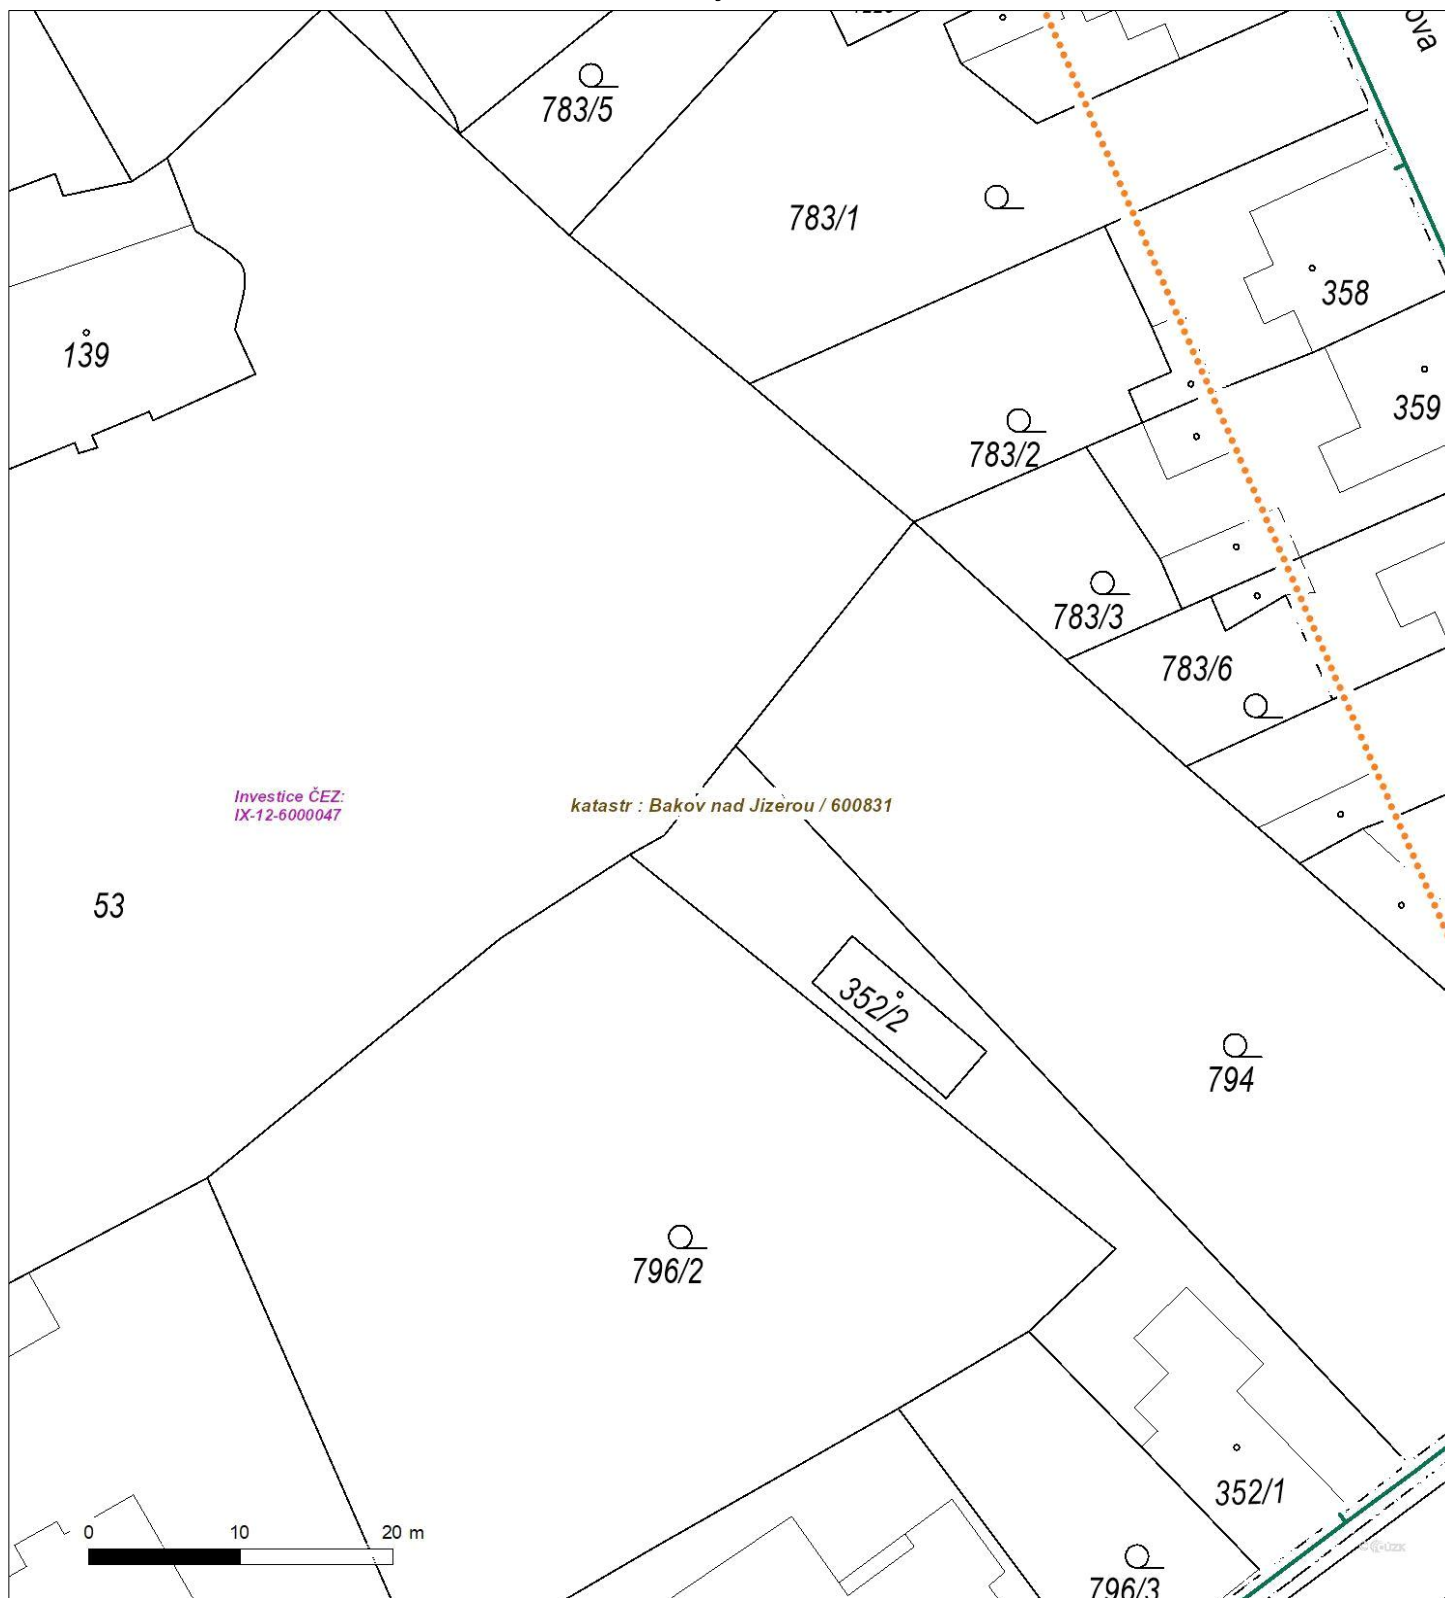 ova
783/5
783/1
358
139
359
783/2
783/3
783/6
Investice ČEZ:
IX-12-6000047
katastr : Bakov nad Jizerou / 600831
53
352/2
794
796/2
352/1
0 10 20 m
796/3